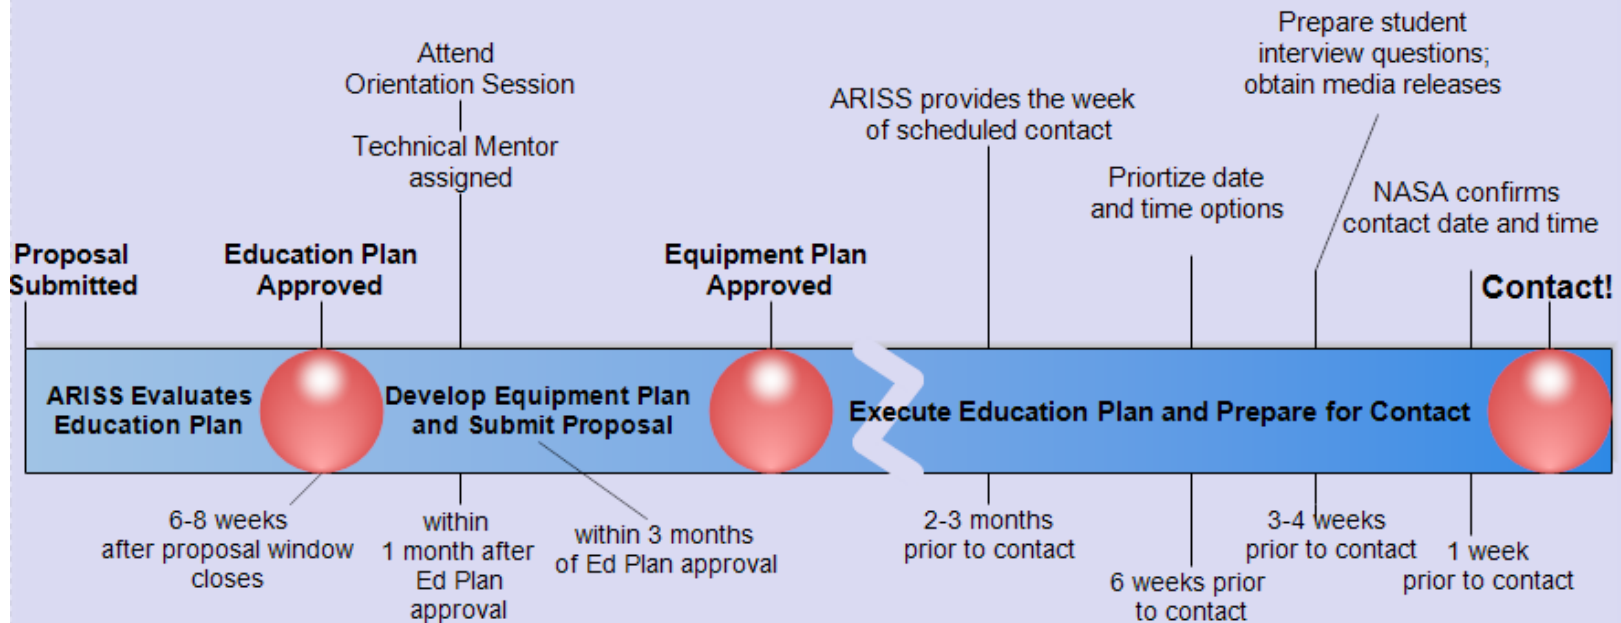 Attend
Orientation Session
Technical Mentor
assigned
Prepare student
interview questions;
obtain media releases
ARISS provides the week
of scheduled contact
Priortize date
and time options
NASA confirms
contact date and time
Proposal
Submitted
Education Plan
Approved
Equipment Plan
Approved
Contact!
ARISS Evaluates
Education Plan
Develop Equipment Plan
and Submit Proposal
Execute Education Plan and Prepare for Contact
6-8 weeks
after proposal window
closes
within
1 month after
Ed Plan
approval
within 3 months
of Ed Plan approval
2-3 months
prior to contact
6 weeks prior
to contact
3-4 weeks
prior to contact
1 week
prior to contact